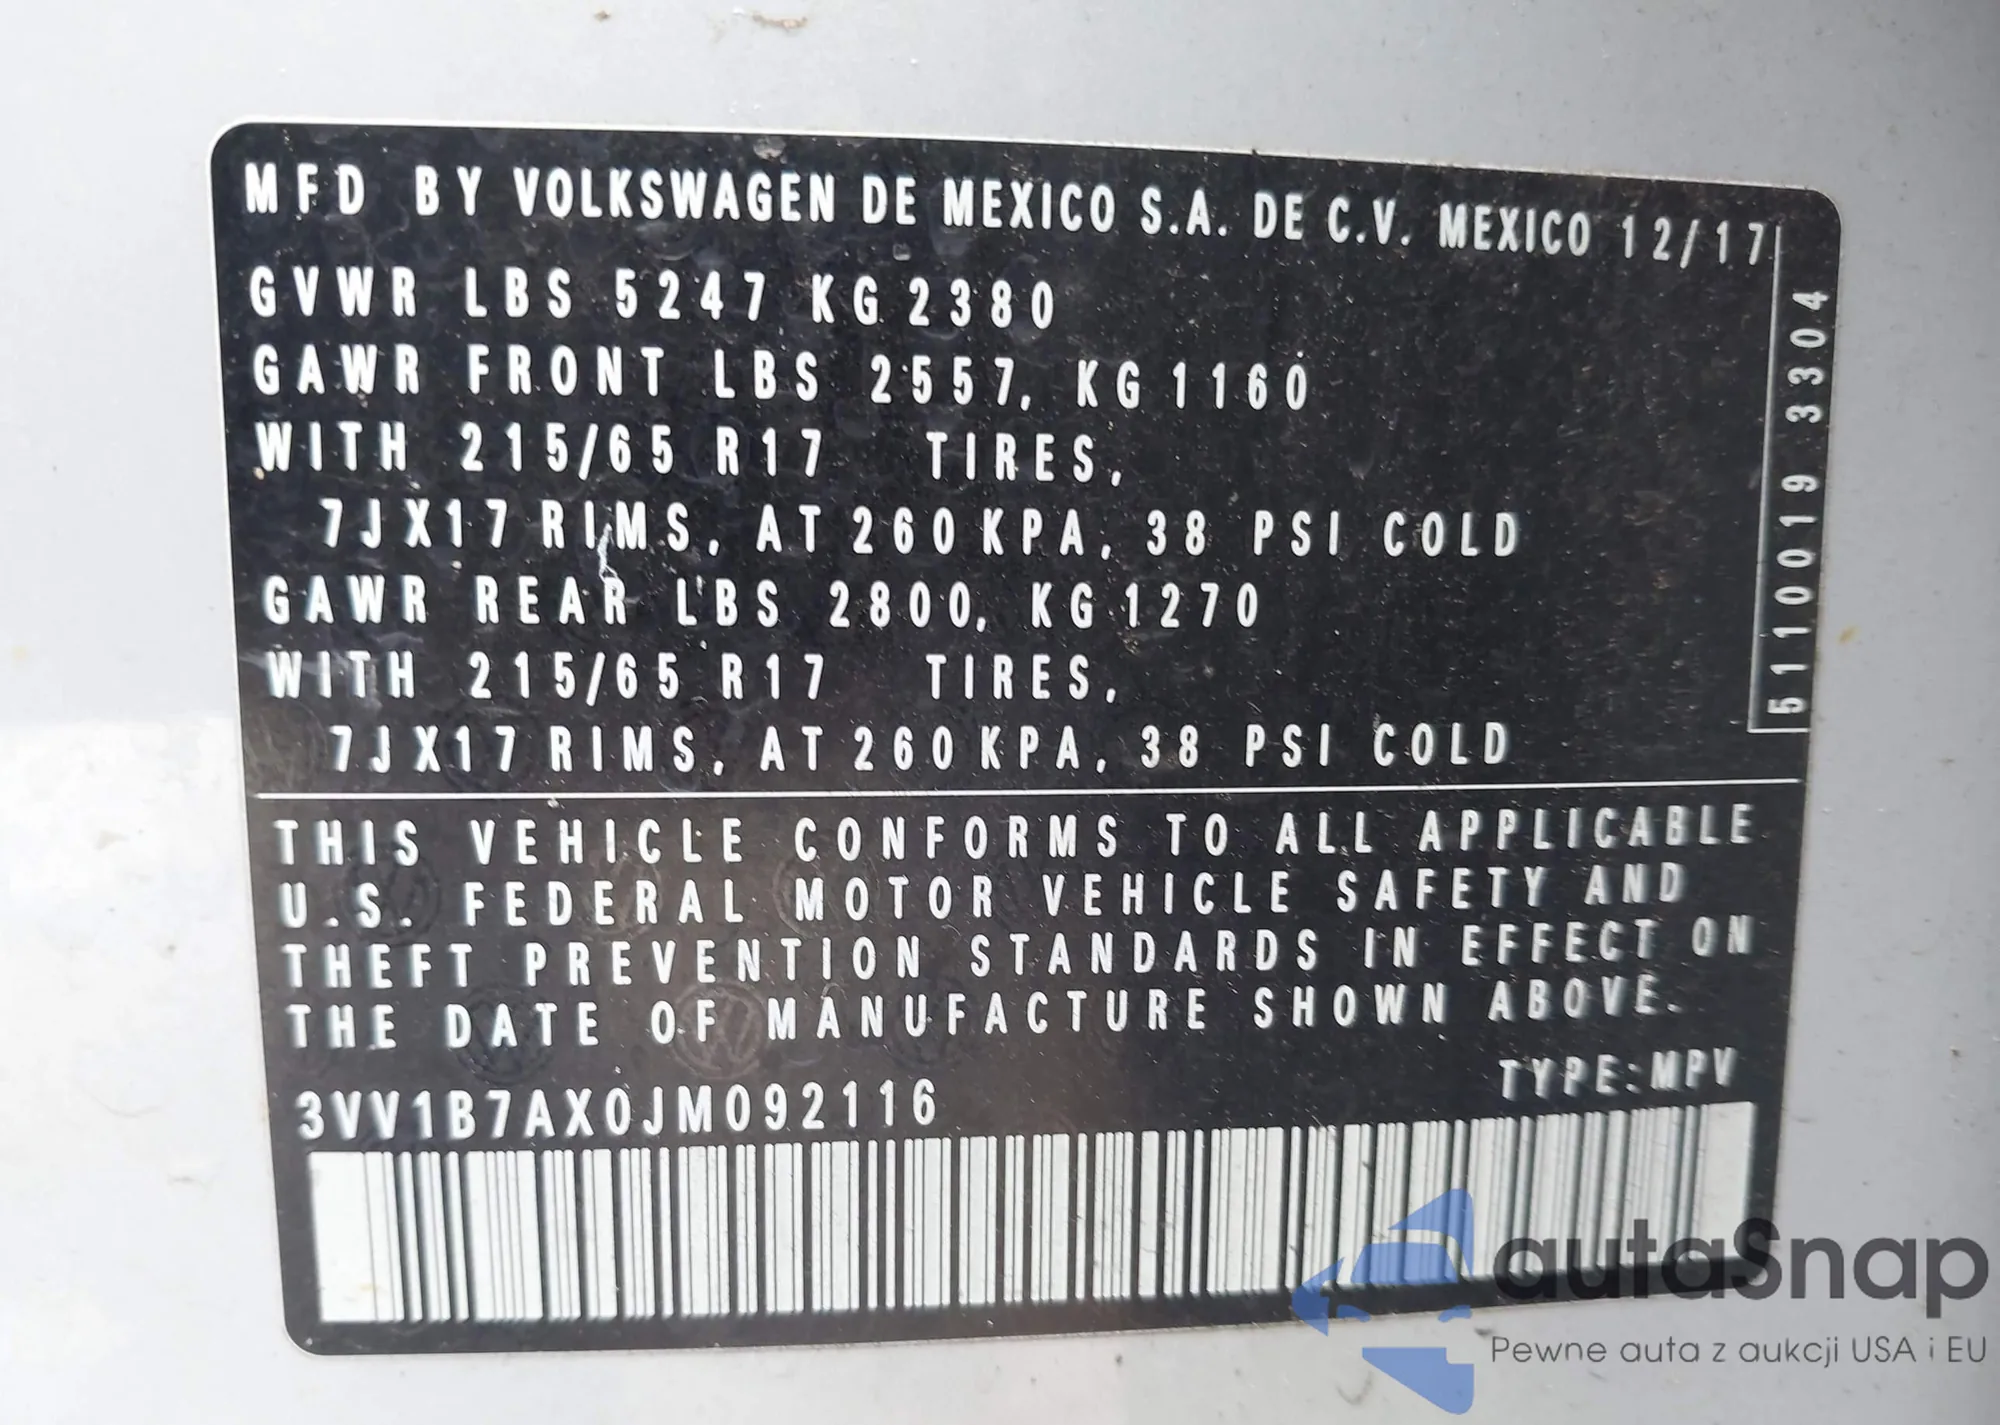 MFD BY VOLKSWAGEN DE MEXICO S.A. DE C.V. MEXICO 12/17
GVWR LBS 5247 KG 2380
GAWR FRONT LBS 2557, KG 1160
WITH 215/65 R17 TIRES,
7JX17 RIMS, AT 260 KPA, 38 PSI COLD
GAWR REAR LBS 2800, KG 1270
WITH 215/65 R17 TIRES,
7JX17 RIMS, AT 260 KPA, 38 PSI COLD
5110019 3304
THIS VEHICLE CONFORMS TO ALL APPLICABLE
U.S. FEDERAL MOTOR VEHICLE SAFETY AND
THEFT PREVENTION STANDARDS IN EFFECT ON
THE DATE OF MANUFACTURE SHOWN ABOVE.
TYPE:MPV
3VV1B7AX0JM092116
autaSnap
Pewne auta z aukcji USA i EU